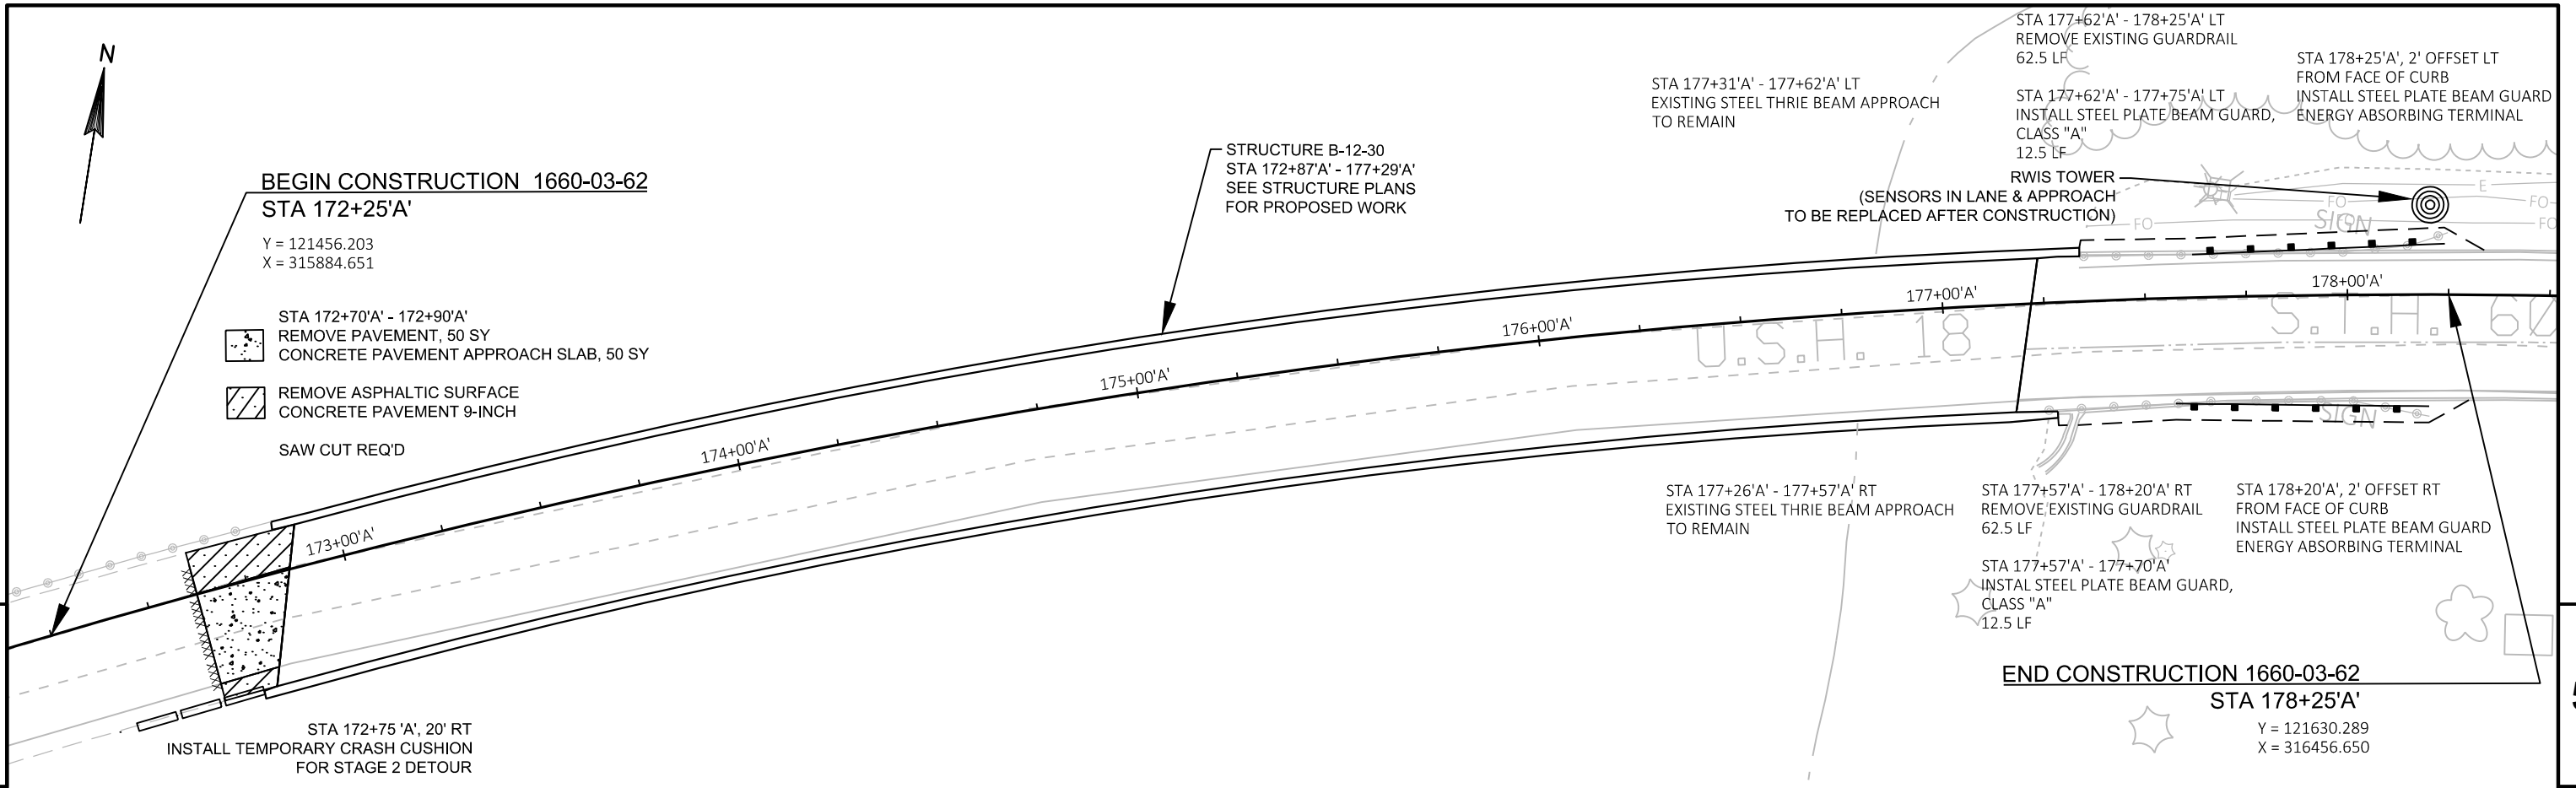 N
BEGIN CONSTRUCTION 1660-03-62
STA 172+25'A'
Y = 121456.203
X = 315884.651
STA 172+70'A' - 172+90'A'
REMOVE PAVEMENT, 50 SY
CONCRETE PAVEMENT APPROACH SLAB, 50 SY
REMOVE ASPHALTIC SURFACE
CONCRETE PAVEMENT 9-INCH
SAW CUT REQ'D
STA 172+75 'A', 20' RT
INSTALL TEMPORARY CRASH CUSHION
FOR STAGE 2 DETOUR
STRUCTURE B-12-30
STA 172+87'A' - 177+29'A'
SEE STRUCTURE PLANS
FOR PROPOSED WORK
173+00'A'
174+00'A'
175+00'A'
176+00'A'
177+00'A'
178+00'A'
U.S.H. 18
S.T.H. 60
STA 177+31'A' - 177+62'A' LT
EXISTING STEEL THRIE BEAM APPROACH
TO REMAIN
STA 177+62'A' - 178+25'A' LT
REMOVE EXISTING GUARDRAIL
62.5 LF
STA 177+62'A' - 177+75'A' LT
INSTALL STEEL PLATE BEAM GUARD,
CLASS "A"
12.5 LF
STA 178+25'A', 2' OFFSET LT
FROM FACE OF CURB
INSTALL STEEL PLATE BEAM GUARD
ENERGY ABSORBING TERMINAL
RWIS TOWER
(SENSORS IN LANE & APPROACH
TO BE REPLACED AFTER CONSTRUCTION)
E
FO
FO
FO
FO
SIGN
SIGN
STA 177+26'A' - 177+57'A' RT
EXISTING STEEL THRIE BEAM APPROACH
TO REMAIN
STA 177+57'A' - 178+20'A' RT
REMOVE EXISTING GUARDRAIL
62.5 LF
STA 177+57'A' - 177+70'A'
INSTAL STEEL PLATE BEAM GUARD,
CLASS "A"
12.5 LF
STA 178+20'A', 2' OFFSET RT
FROM FACE OF CURB
INSTALL STEEL PLATE BEAM GUARD
ENERGY ABSORBING TERMINAL
END CONSTRUCTION 1660-03-62
STA 178+25'A'
Y = 121630.289
X = 316456.650